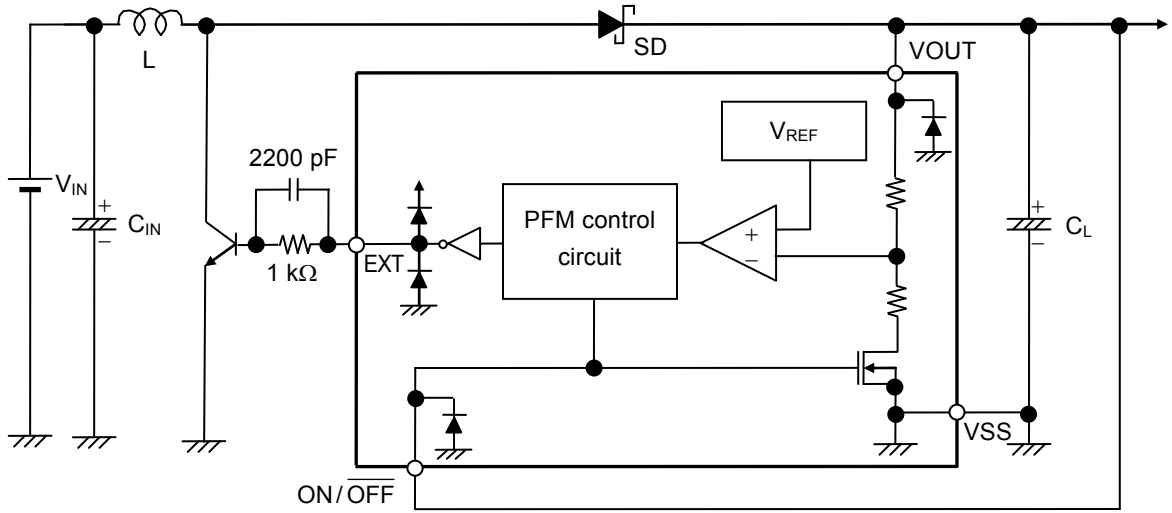 L
SD
VOUT
VREF
2200 pF
VIN
+
CIN
−
1 kΩ
EXT
PFM control
circuit
+
−
+
CL
−
VSS
ON/OFF